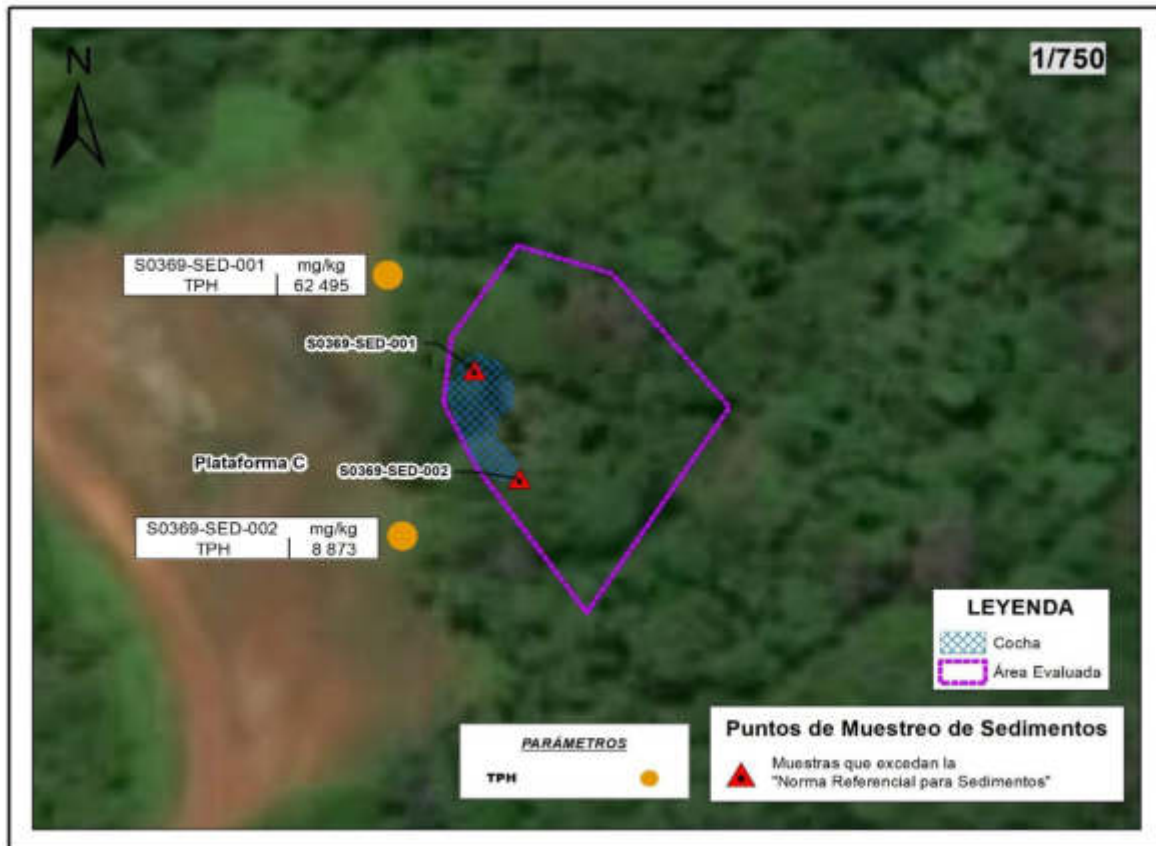 N
1/750
S0369-SED-001 mg/kg
TPH 62 495
S0369-SED-001
Plataforma C
S0369-SED-002
S0369-SED-002 mg/kg
TPH 8 873
LEYENDA
Cocha
Área Evaluada
PARÁMETROS
TPH
Puntos de Muestreo de Sedimentos
Muestras que excedan la
"Norma Referencial para Sedimentos"